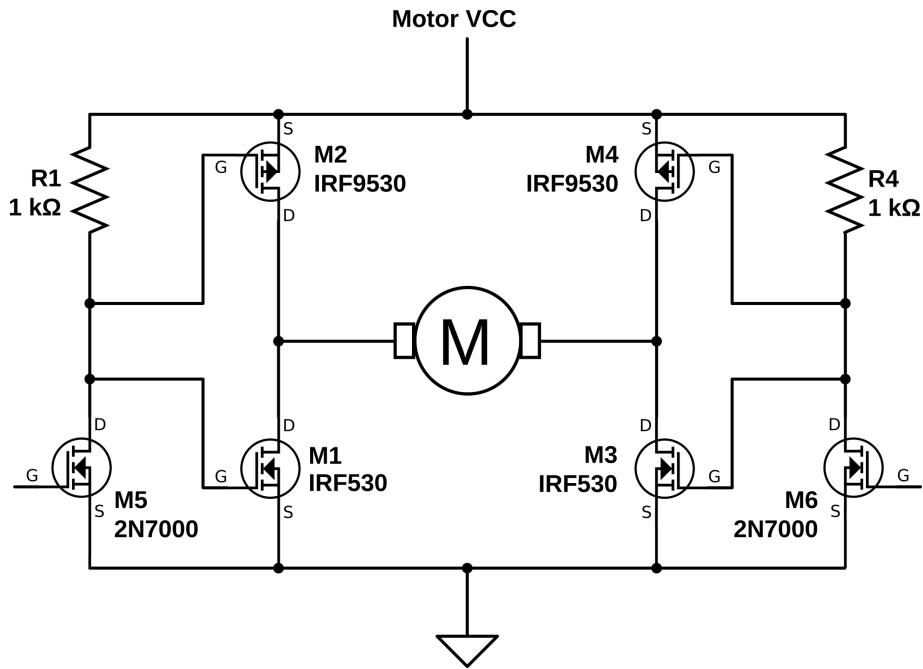 Motor VCC
S
S
G
M2
IRF9530
M4
IRF9530
G
R1
1 kΩ
R4
1 kΩ
D
D
M
D
D
D
D
G
G
M1
IRF530
M3
IRF530
G
G
S
M5
2N7000
S
S
M6
2N7000
S